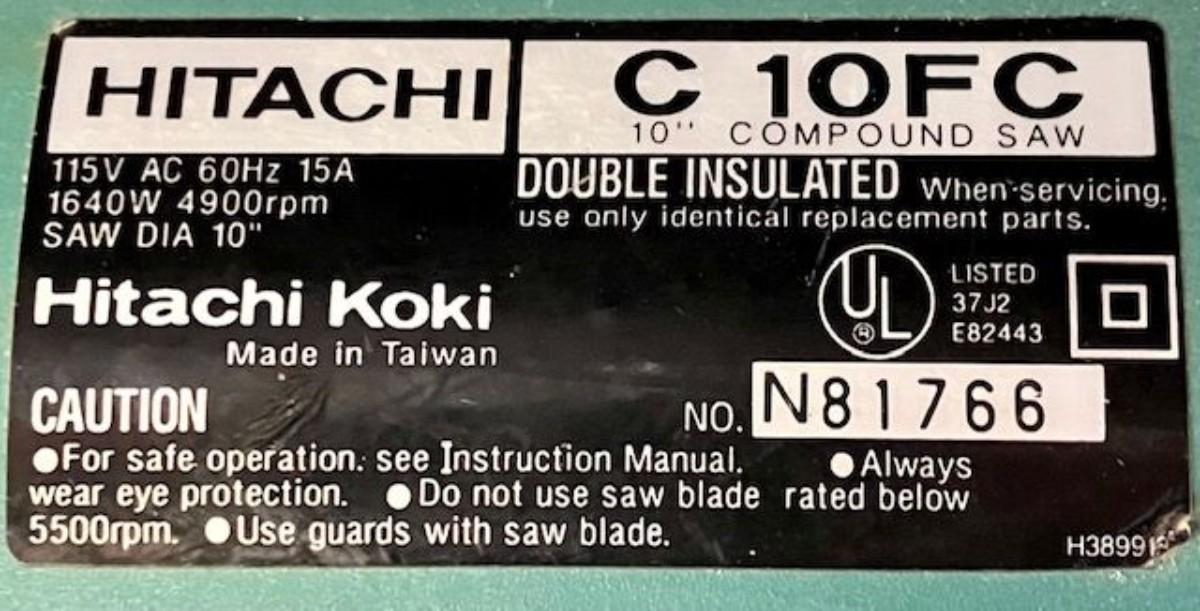 HITACHI
C 10FC
10" COMPOUND SAW
115V AC 60Hz 15A
1640W 4900rpm
SAW DIA 10"
DOUBLE INSULATED When servicing,
use only identical replacement parts.
Hitachi Koki
Made in Taiwan
UL
®
LISTED
37J2
E82443
NO. N81766
CAUTION
●For safe operation. see Instruction Manual. ●Always
wear eye protection. ●Do not use saw blade rated below
5500rpm. ●Use guards with saw blade.